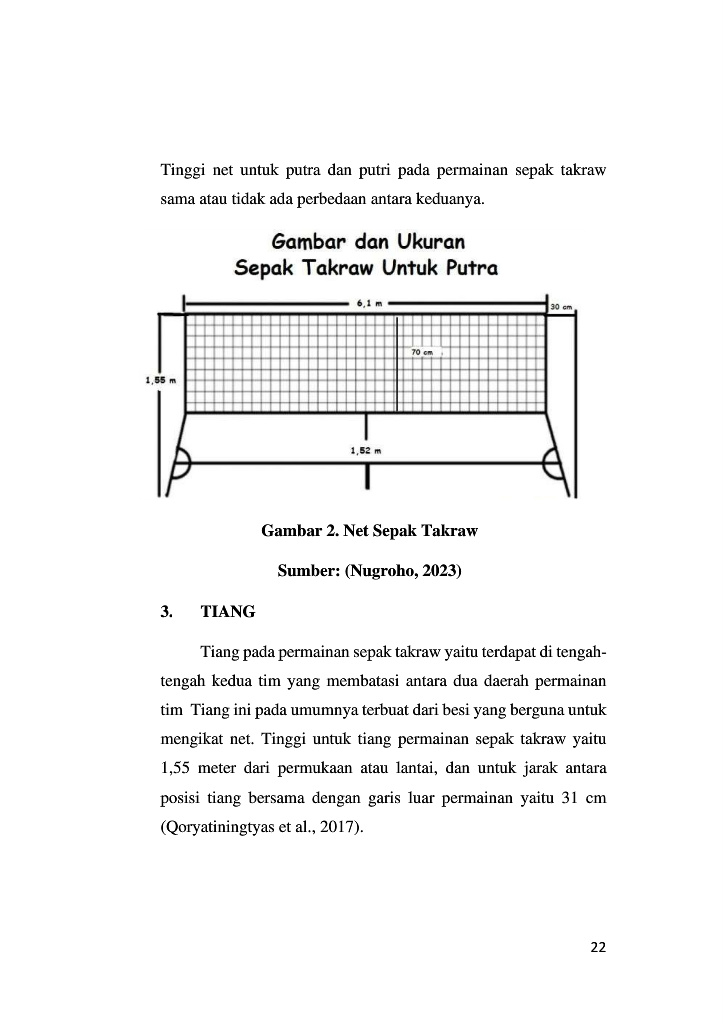 Tinggi net untuk putra dan putri pada permainan sepak takraw
sama atau tidak ada perbedaan antara keduanya.
Gambar dan Ukuran
Sepak Takraw Untuk Putra
6,1 m
30 cm
70 cm
1,55 m
1,52 m
Gambar 2. Net Sepak Takraw
Sumber: (Nugroho, 2023)
3. TIANG
Tiang pada permainan sepak takraw yaitu terdapat di tengah-
tengah kedua tim yang membatasi antara dua daerah permainan
tim Tiang ini pada umumnya terbuat dari besi yang berguna untuk
mengikat net. Tinggi untuk tiang permainan sepak takraw yaitu
1,55 meter dari permukaan atau lantai, dan untuk jarak antara
posisi tiang bersama dengan garis luar permainan yaitu 31 cm
(Qoryatiningtyas et al., 2017).
22